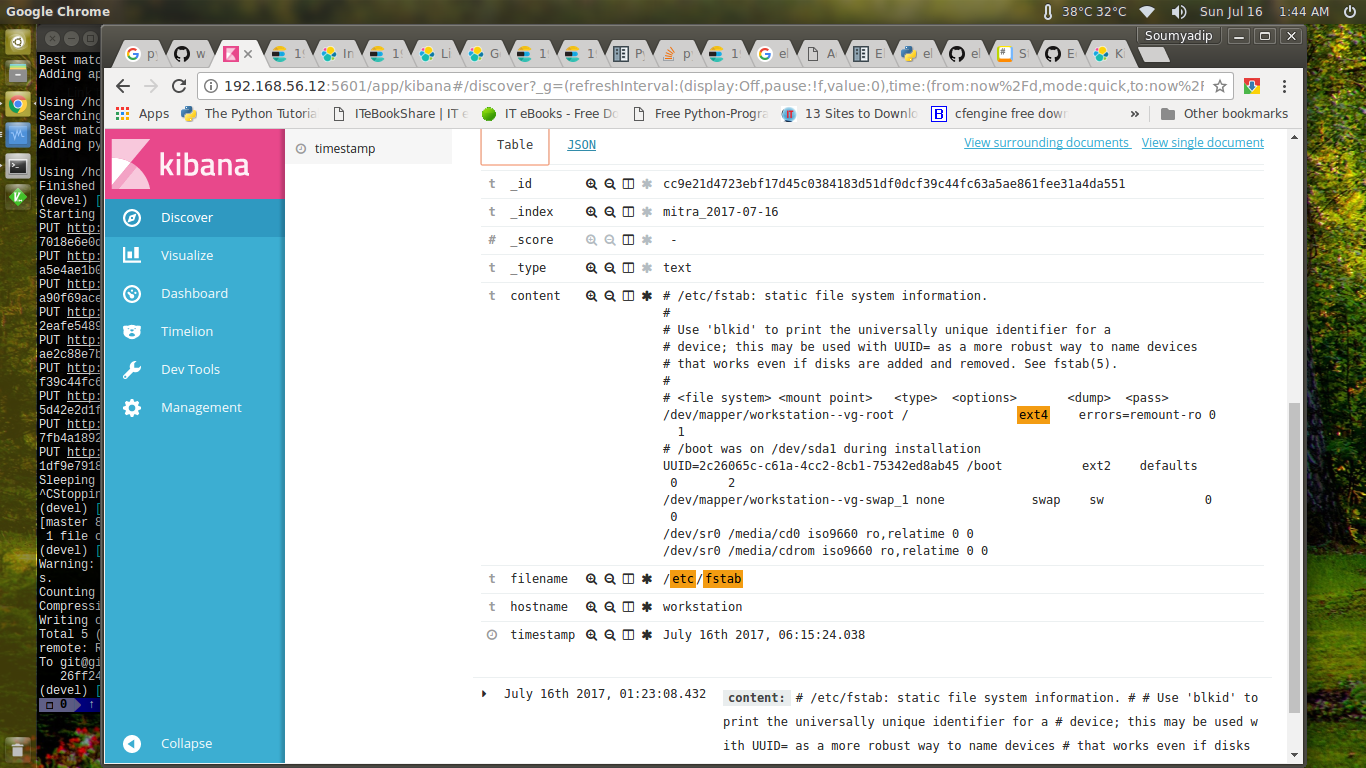 Google Chrome
38°C 32°C
Sun Jul 16
1:44 AM
Soumyadip
192.168.56.12:5601/app/kibana#/discover?_g=(refreshInterval:(display:Off,pause:!f,value:0),time:(from:now%2Fd,mode:quick,to:now%2F
Apps
The Python Tutoria
ITeBookShare | IT e
IT eBooks - Free Do
Free Python-Progra
13 Sites to Downlo
cfengine free down
»
Other bookmarks
Best matc
Adding ap
Using /ho
Searching
Best matc
Adding py
Using /ho
Finished
(devel) [
Starting
PUT http:
7018e6e0c
PUT http:
a5e4ae1b0
PUT http:
a90f69ace
PUT http:
2eafe5489
PUT http:
ae2c88e7b
PUT http:
f39c44fc6
PUT http:
5d42e2d1f
PUT http:
7fb4a1892
PUT http:
1df9e7918
Sleeping
^CStoppin
(devel) [
[master 8
1 file c
(devel) [
Warning:
s.
Counting
Compressi
Writing o
Total 5 (
remote: R
To git@gi
26ff24
(devel) [
0 ↑
kibana
Discover
Visualize
Dashboard
Timelion
Dev Tools
Management
Collapse
timestamp
Table
JSON
View surrounding documents
View single document
t _id cc9e21d4723ebf17d45c0384183d51df0dcf39c44fc63a5ae861fee31a4da551
t _index mitra_2017-07-16
# _score -
t _type text
t content # /etc/fstab: static file system information.
#
# Use 'blkid' to print the universally unique identifier for a
# device; this may be used with UUID= as a more robust way to name devices
# that works even if disks are added and removed. See fstab(5).
#
# <file system> <mount point> <type> <options> <dump> <pass>
/dev/mapper/workstation--vg-root / ext4 errors=remount-ro 0
1
# /boot was on /dev/sda1 during installation
UUID=2c26065c-c61a-4cc2-8cb1-75342ed8ab45 /boot ext2 defaults
0 2
/dev/mapper/workstation--vg-swap_1 none swap sw 0
0
/dev/sr0 /media/cd0 iso9660 ro,relatime 0 0
/dev/sr0 /media/cdrom iso9660 ro,relatime 0 0
t filename /etc/fstab
t hostname workstation
timestamp July 16th 2017, 06:15:24.038
July 16th 2017, 01:23:08.432
content: # /etc/fstab: static file system information. # # Use 'blkid' to
print the universally unique identifier for a # device; this may be used w
ith UUID= as a more robust way to name devices # that works even if disks